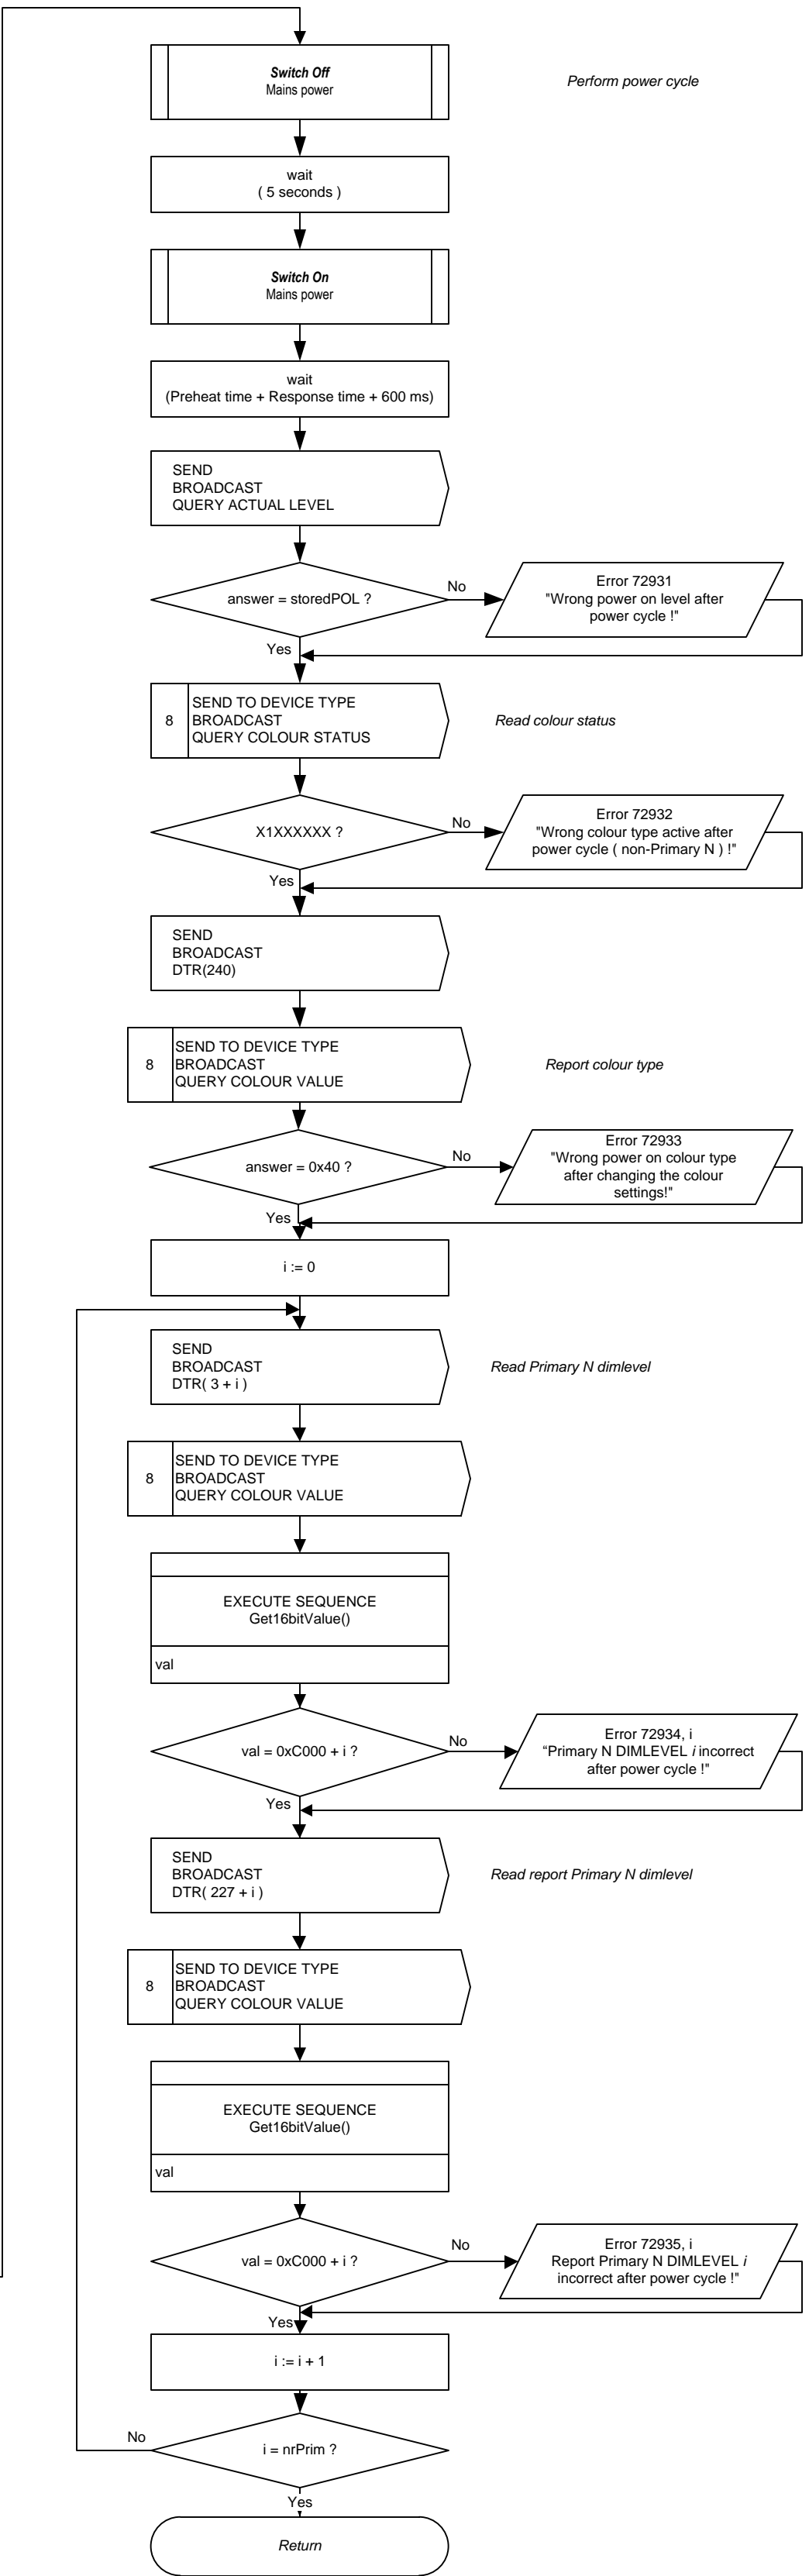 Switch Off
Mains power
Perform power cycle
wait
( 5 seconds )
Switch On
Mains power
wait
(Preheat time + Response time + 600 ms)
SEND
BROADCAST
QUERY ACTUAL LEVEL
answer = storedPOL ?
No
Error 72931
"Wrong power on level after
power cycle !"
Yes
8
SEND TO DEVICE TYPE
BROADCAST
QUERY COLOUR STATUS
Read colour status
X1XXXXXX ?
No
Error 72932
"Wrong colour type active after
power cycle ( non-Primary N ) !"
Yes
SEND
BROADCAST
DTR(240)
8
SEND TO DEVICE TYPE
BROADCAST
QUERY COLOUR VALUE
Report colour type
answer = 0x40 ?
No
Error 72933
"Wrong power on colour type
after changing the colour
settings!"
Yes
i := 0
SEND
BROADCAST
DTR( 3 + i )
Read Primary N dimlevel
8
SEND TO DEVICE TYPE
BROADCAST
QUERY COLOUR VALUE
EXECUTE SEQUENCE
Get16bitValue()
val
val = 0xC000 + i ?
No
Error 72934, i
“Primary N DIMLEVEL i incorrect
after power cycle !"
Yes
SEND
BROADCAST
DTR( 227 + i )
Read report Primary N dimlevel
8
SEND TO DEVICE TYPE
BROADCAST
QUERY COLOUR VALUE
EXECUTE SEQUENCE
Get16bitValue()
val
val = 0xC000 + i ?
No
Error 72935, i
Report Primary N DIMLEVEL i
incorrect after power cycle !"
Yes
i := i + 1
No
i = nrPrim ?
Yes
Return